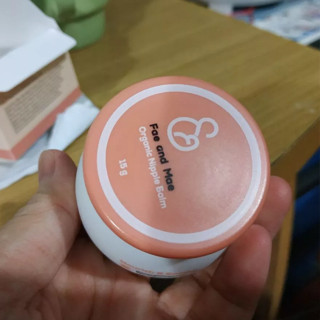 Fae and Mae
Organic Nipple Balm
15 g